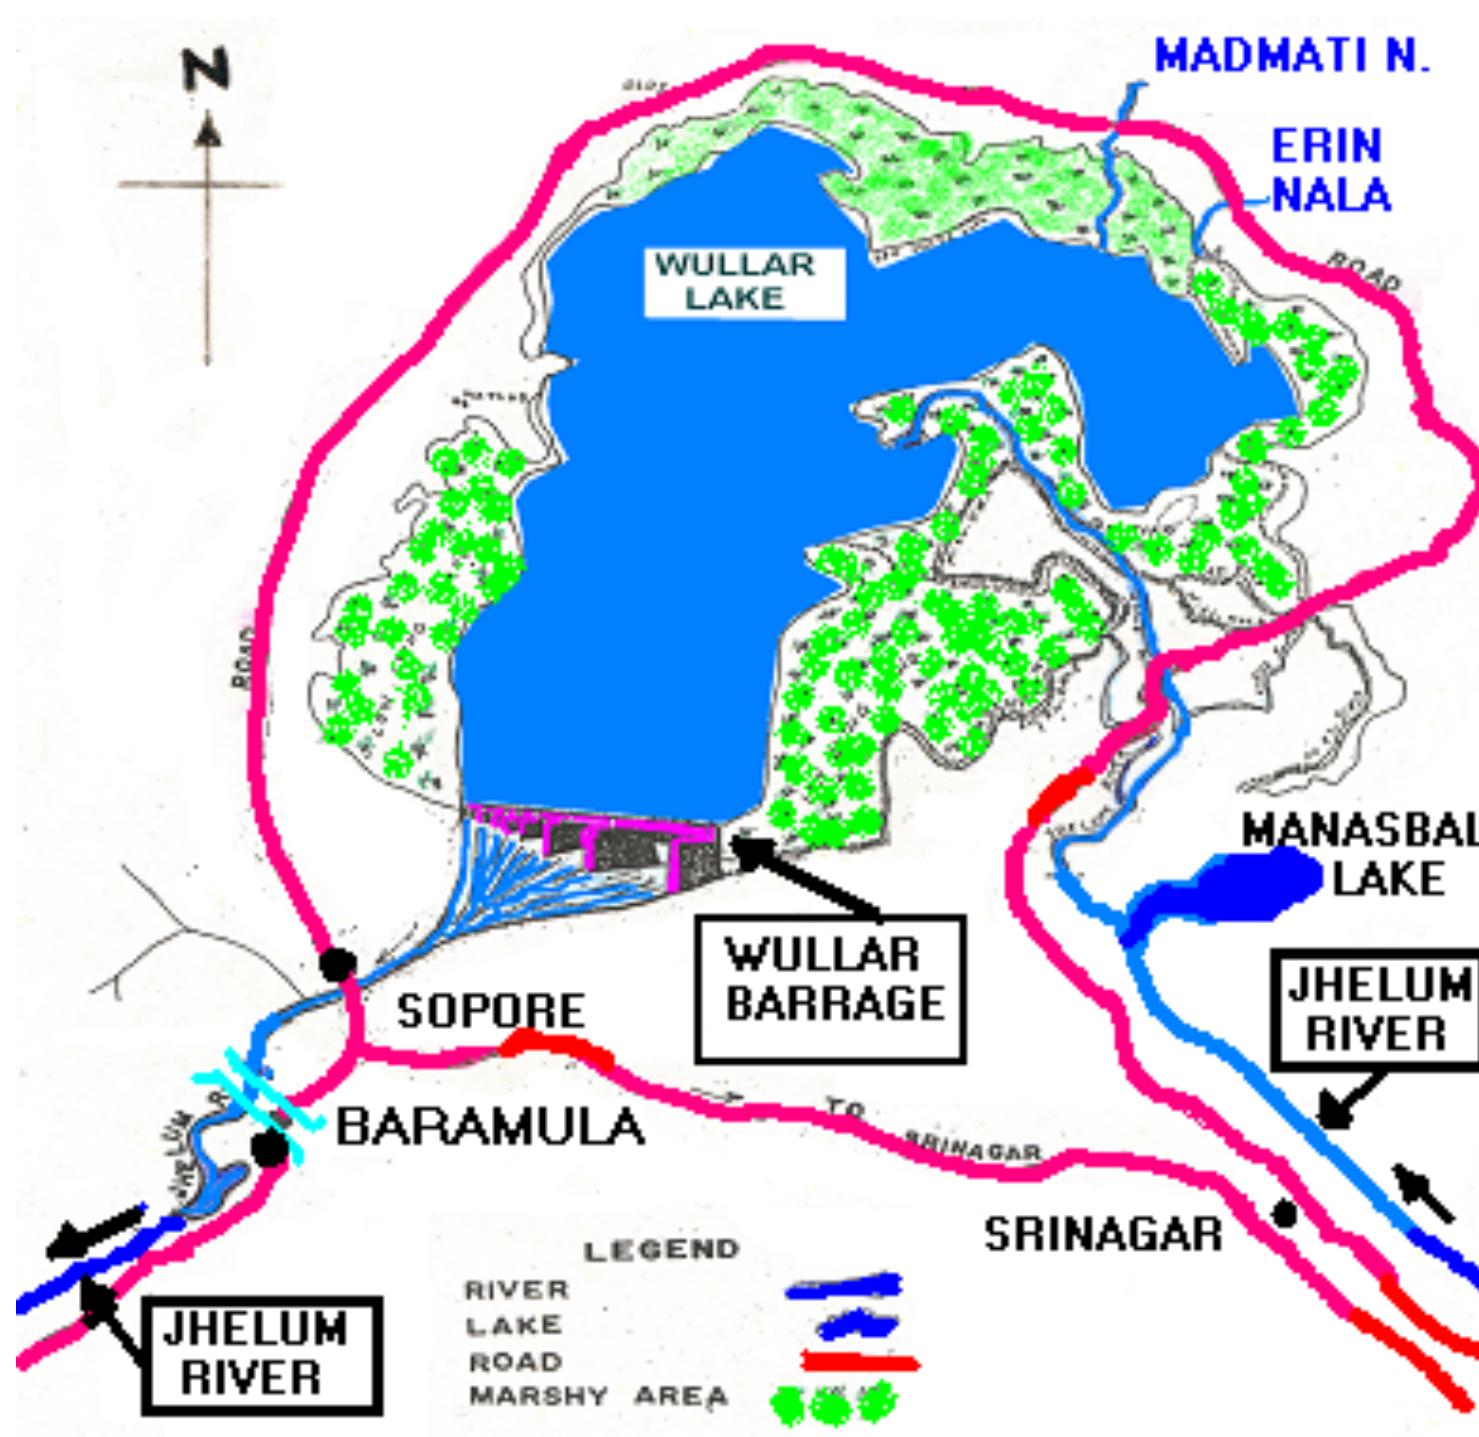 N
MADMATI N.
ERIN
NALA
ROAD
WULLAR
LAKE
ROAD
MANASBAL
LAKE
WULLAR
BARRAGE
JHELUM
RIVER
SOPORE
JHELUM R
BARAMULA
TO
SRINAGAR
SRINAGAR
JHELUM
RIVER
LEGEND
RIVER
LAKE
ROAD
MARSHY AREA